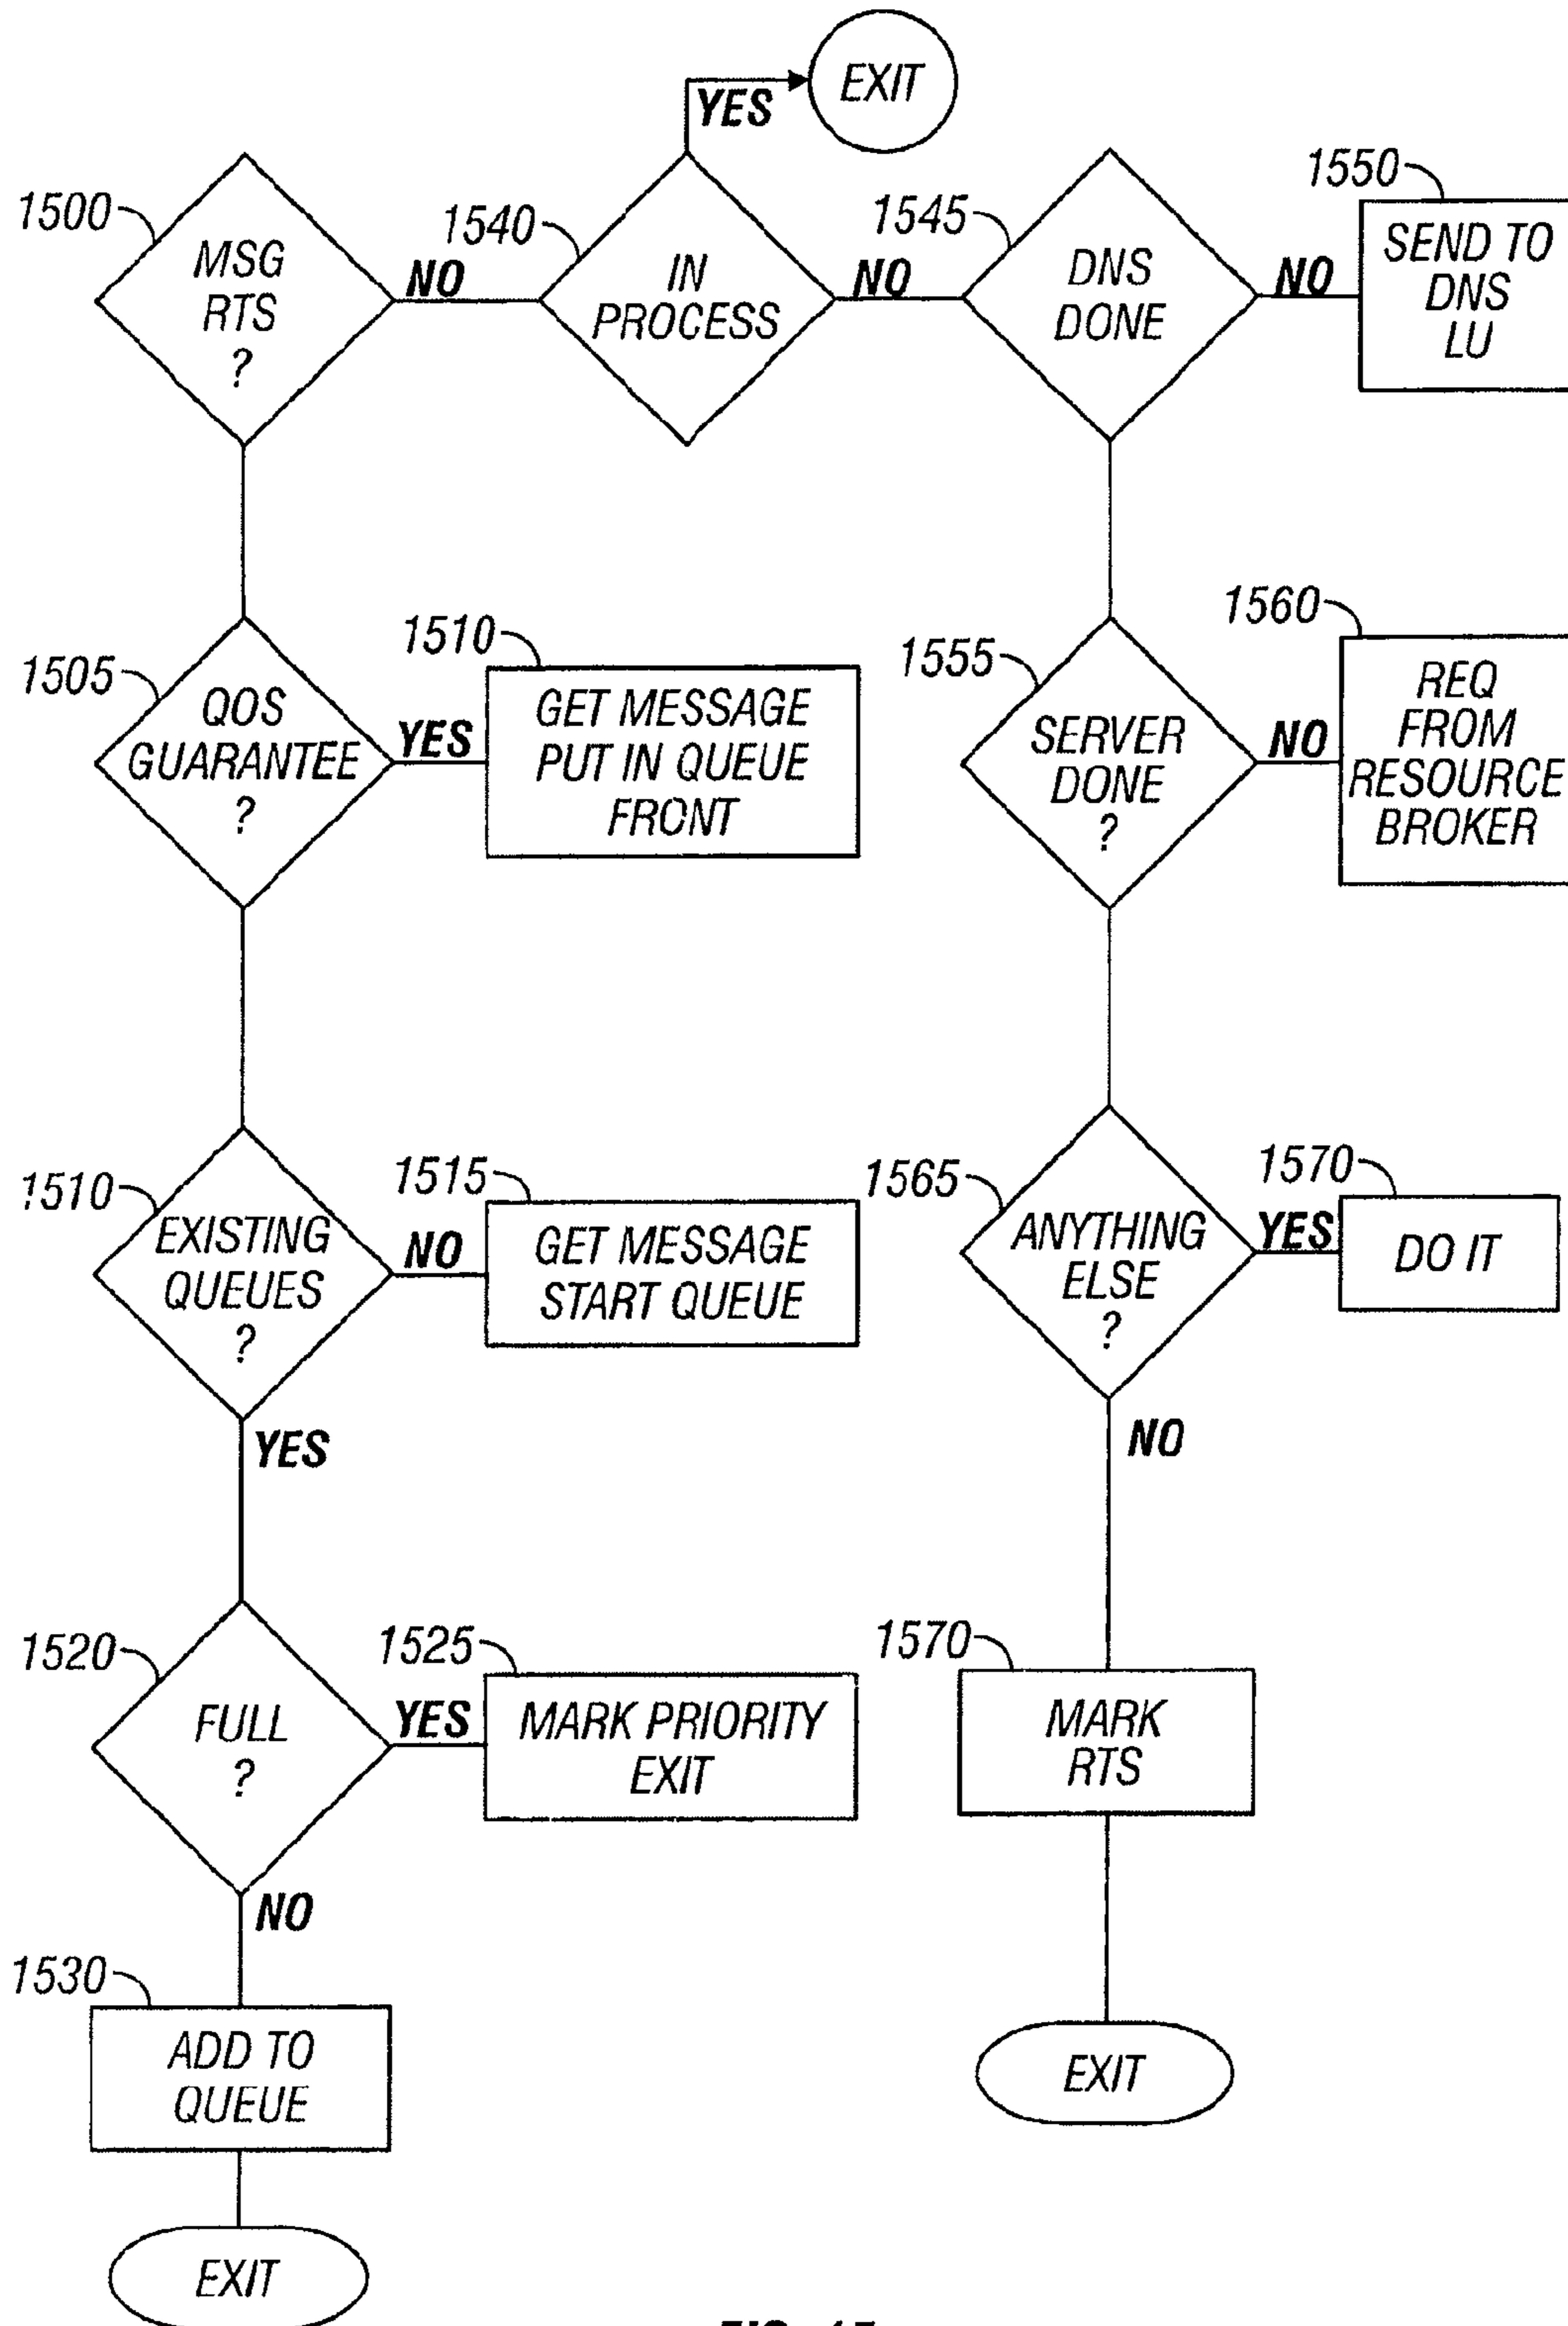 EXIT
YES
1500
MSG
RTS
?
NO
1540
IN
PROCESS
NO
1545
DNS
DONE
NO
1550
SEND TO
DNS
LU
1505
QOS
GUARANTEE
?
YES
1510
GET MESSAGE
PUT IN QUEUE
FRONT
1555
SERVER
DONE
?
NO
1560
REQ
FROM
RESOURCE
BROKER
1510
EXISTING
QUEUES
?
NO
1515
GET MESSAGE
START QUEUE
YES
1565
ANYTHING
ELSE
?
YES
1570
DO IT
NO
1520
FULL
?
YES
1525
MARK PRIORITY
EXIT
NO
1570
MARK
RTS
EXIT
1530
ADD TO
QUEUE
EXIT